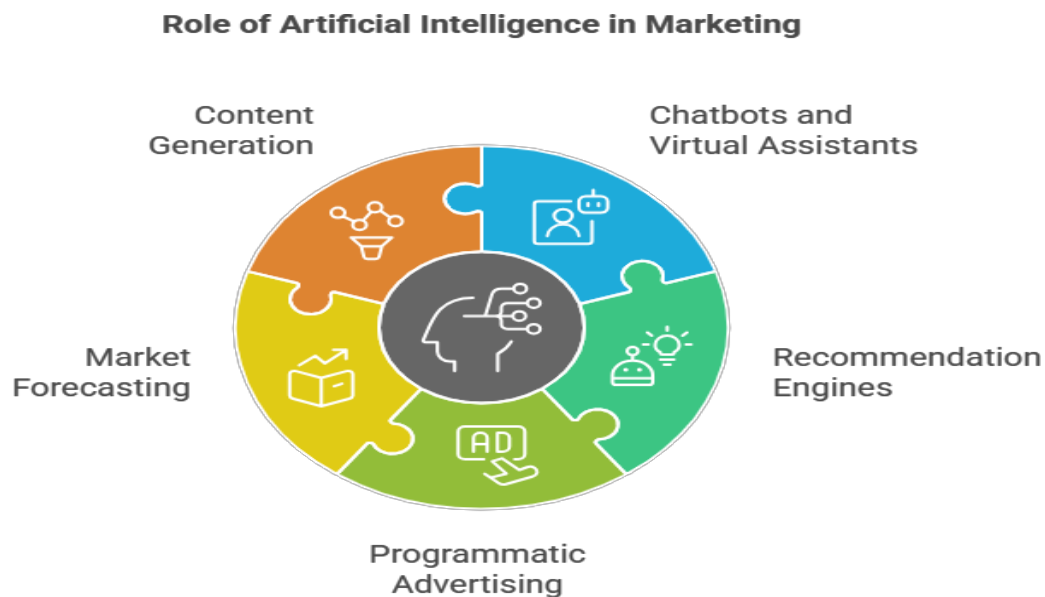 Role of Artificial Intelligence in Marketing
Content
Generation
Chatbots and
Virtual Assistants
Market
Forecasting
Recommendation
Engines
AD
Programmatic
Advertising